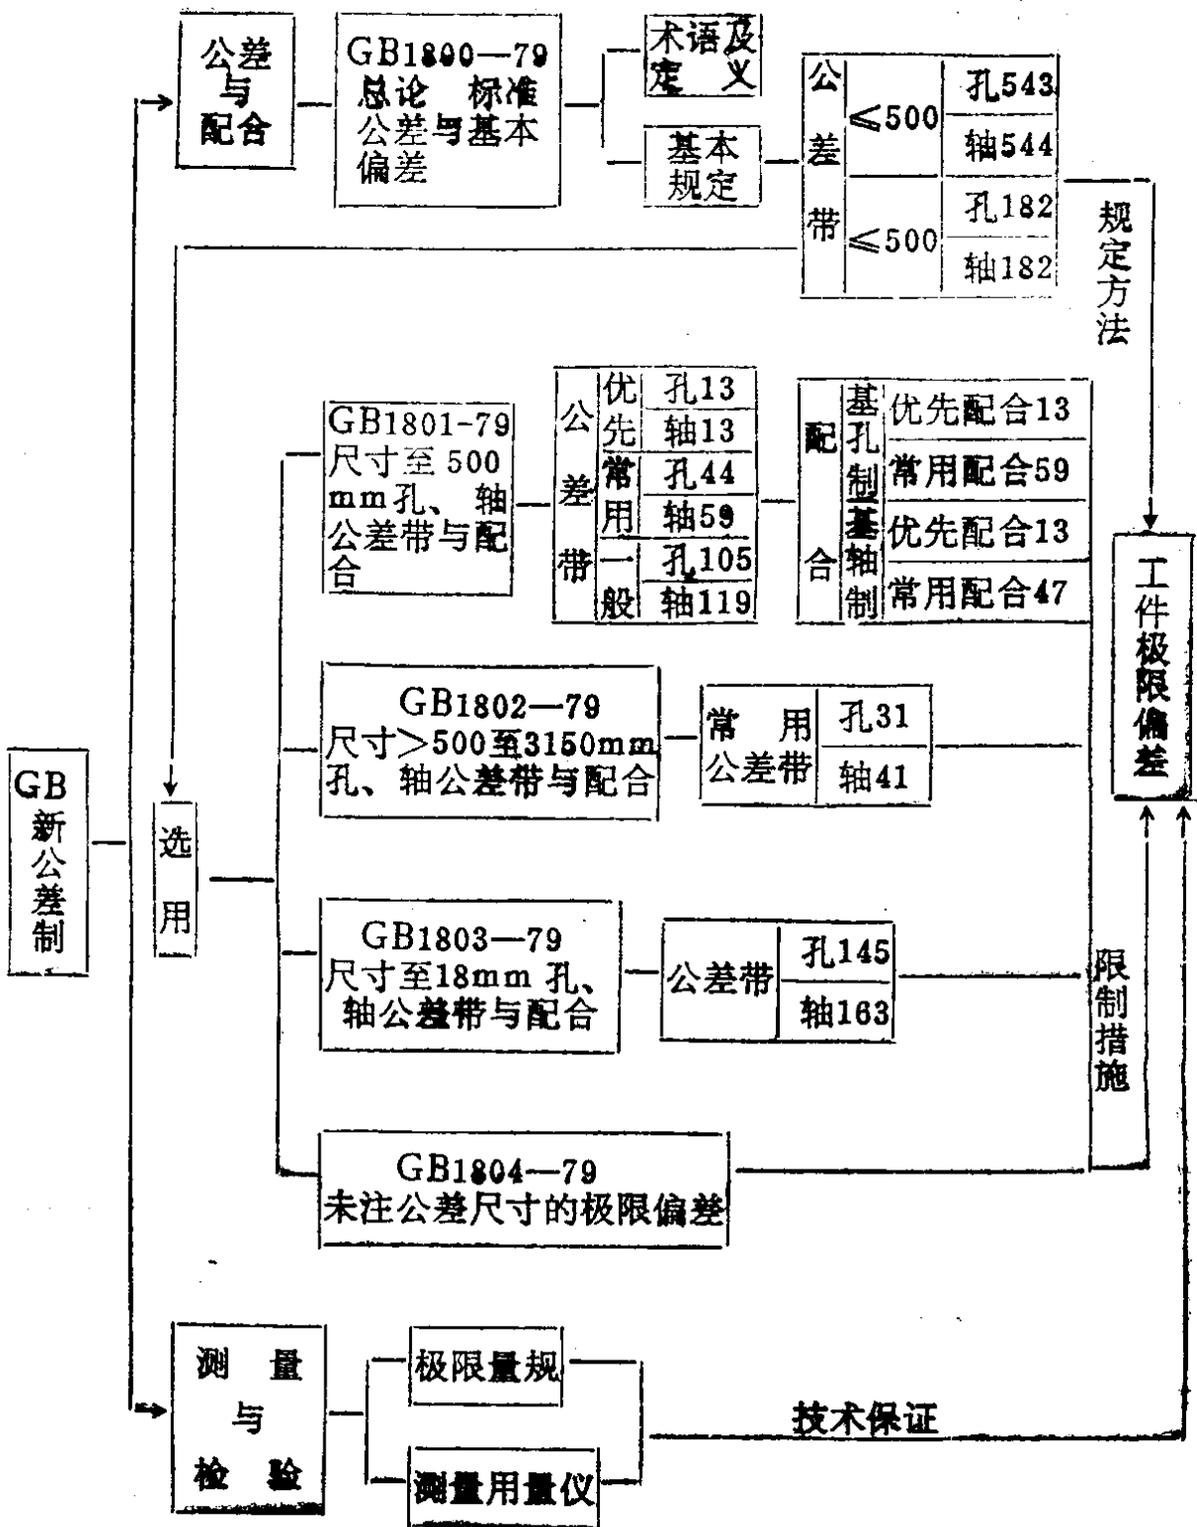 公差
与
配合
GB1800—79
总论 标准
公差与基本
偏差
术语及
定 义
基本
规定
公差带
≤500
孔543
轴544
≤500
孔182
轴182
规定方法
GB1801-79
尺寸至500
mm孔、轴
公差带与配
合
公差带
优先
孔13
轴13
常用
孔44
轴59
一般
孔105
轴119
配合
基孔制
优先配合13
常用配合59
基轴制
优先配合13
常用配合47
工件极限偏差
GB1802—79
尺寸>500至3150mm
孔、轴公差带与配合
常 用
公差带
孔31
轴41
GB
新公差制
选用
GB1803—79
尺寸至18mm孔、
轴公差带与配合
公差带
孔145
轴163
限制措施
GB1804—79
未注公差尺寸的极限偏差
测 量
与
检 验
极限量规
测量用量仪
技术保证